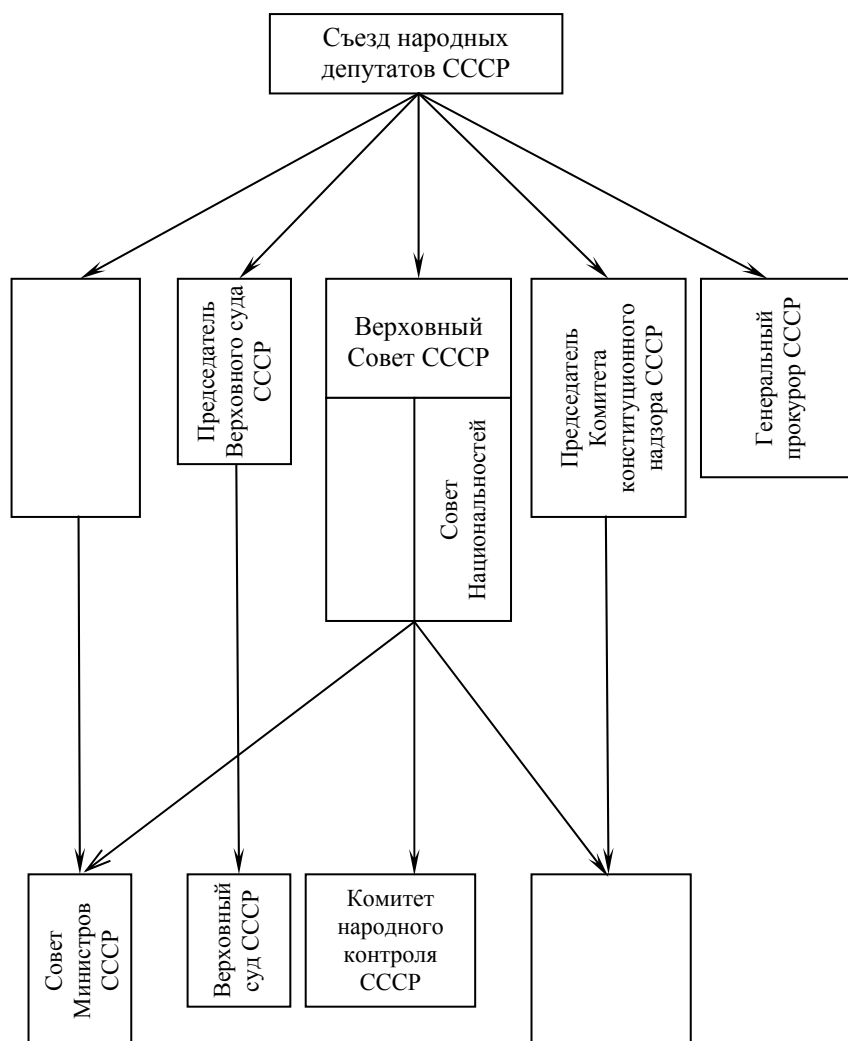 Съезд народных
депутатов СССР
Председатель
Верховного суда
СССР
Верховный
Совет СССР
Совет
Национальностей
Председатель
Комитета
конституционного
надзора СССР
Генеральный
прокурор СССР
Совет
Министров
СССР
Верховный
суд СССР
Комитет
народного
контроля
СССР